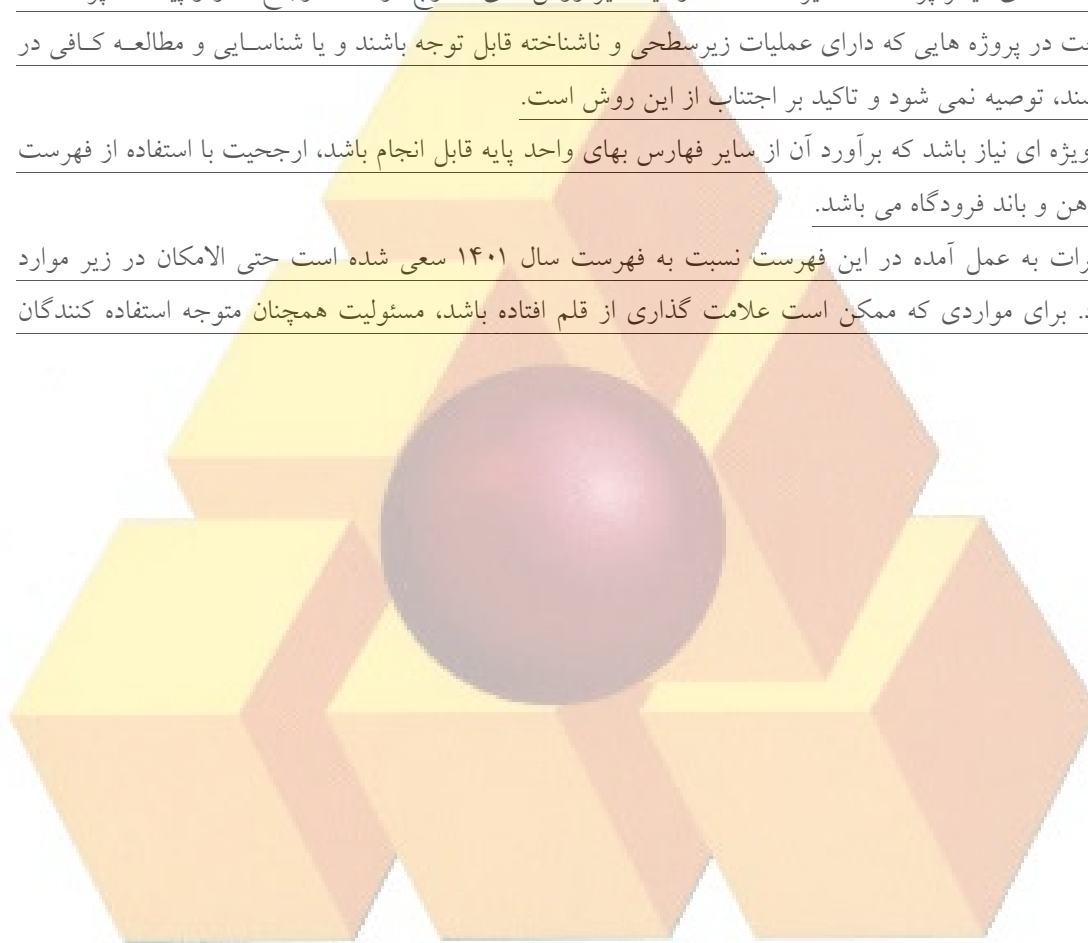 ت در پروژه هایی که دارای عملیات زیرسطحی و ناشناخته قابل توجه باشند و یا شناسایی و مطالعه کافی در
ند، توصیه نمی شود و تاکید بر اجتناب از این روش است.
ویژه ای نیاز باشد که برآورد آن از سایر فهارس بهای واحد پایه قابل انجام باشد، ارجحیت با استفاده از فهرست
هن و باند فرودگاه می باشد.
رات به عمل آمده در این فهرست نسبت به فهرست سال ۱۴۰۱ سعی شده است حتی الامکان در زیر موارد
. برای مواردی که ممکن است علامت گذاری از قلم افتاده باشد، مسئولیت همچنان متوجه استفاده کنندگان